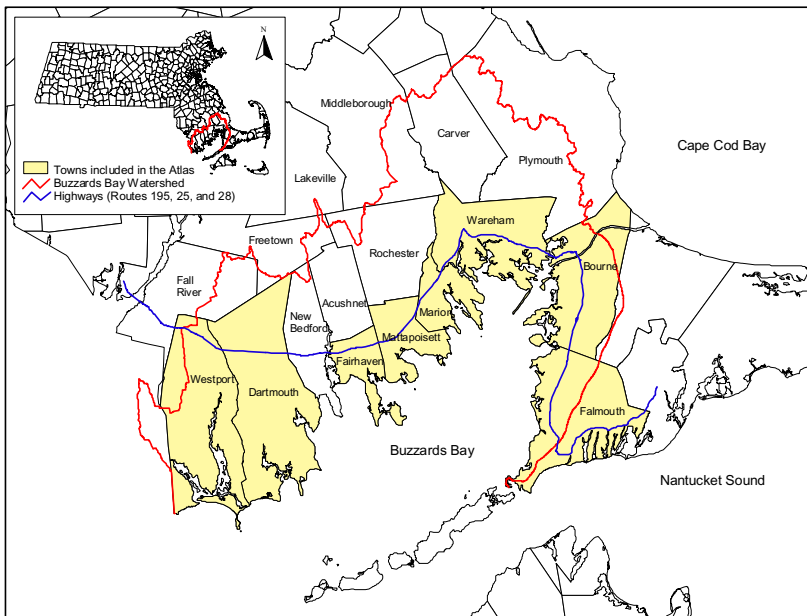 N
Towns included in the Atlas
Buzzards Bay Watershed
Highways (Routes 195, 25, and 28)
Middleborough
Carver
Plymouth
Cape Cod Bay
Lakeville
Wareham
Freetown
Rochester
Fall
River
Bourne
Acushnet
New
Bedford
Marion
Mattapoisett
Fairhaven
Westport
Dartmouth
Falmouth
Buzzards Bay
Nantucket Sound